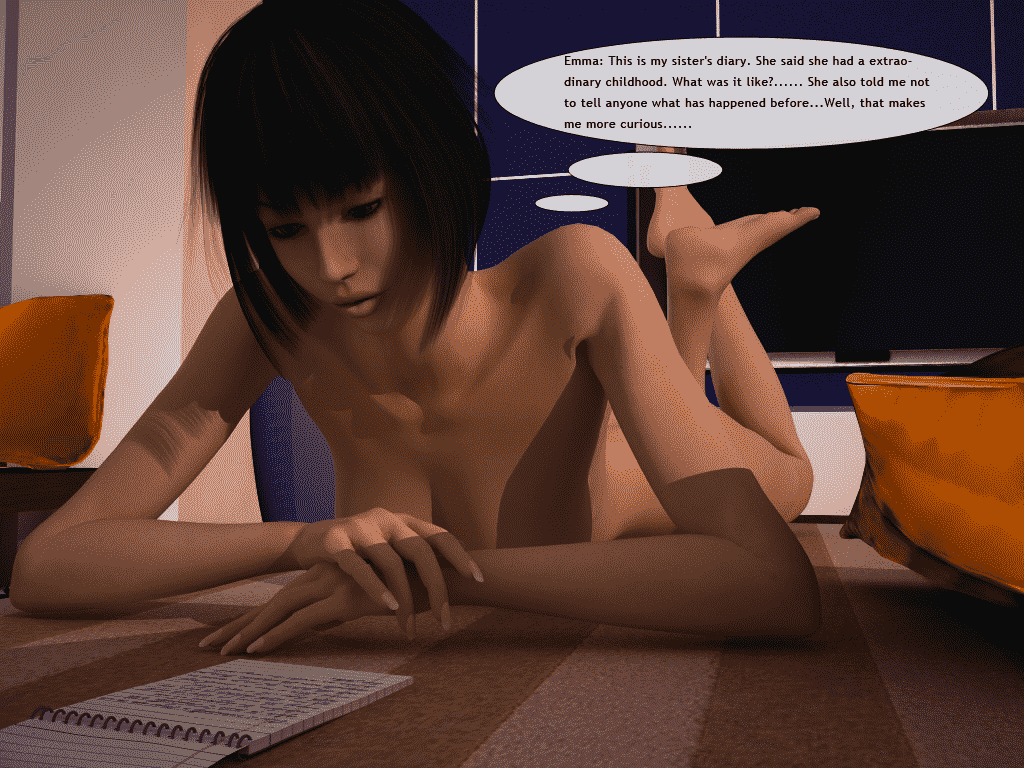 Emma: This is my sister's diary. She said she had a extrao-
dinary childhood. What was it like?...... She also told me not
to tell anyone what has happened before...Well, that makes
me more curious......